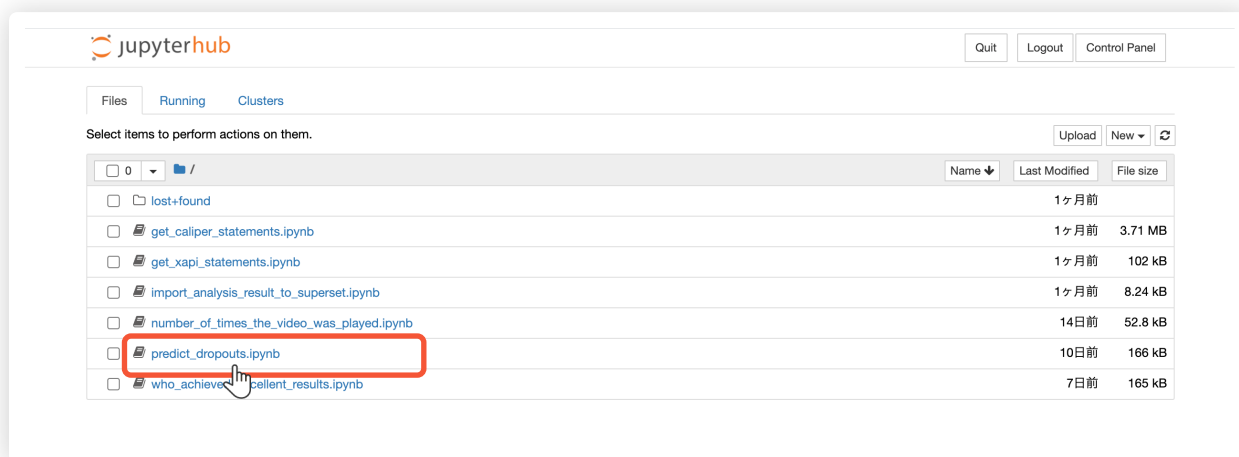 jupyterhub
Quit Logout Control Panel
Files Running Clusters
Select items to perform actions on them.
Upload New
0 / Name Last Modified File size
lost+found 1ヶ月前
get_caliper_statements.ipynb 1ヶ月前 3.71 MB
get_xapi_statements.ipynb 1ヶ月前 102 kB
import_analysis_result_to_superset.ipynb 1ヶ月前 8.24 kB
number_of_times_the_video_was_played.ipynb 14日前 52.8 kB
predict_dropouts.ipynb 10日前 166 kB
who_achieve cellent_results.ipynb 7日前 165 kB